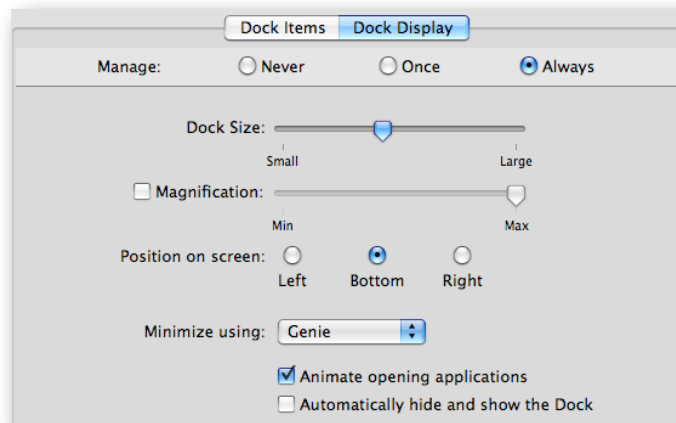 Dock Items Dock Display
Manage: Never Once Always
Dock Size:
Small Large
Magnification:
Min Max
Position on screen:
Left Bottom Right
Minimize using: Genie
Animate opening applications
Automatically hide and show the Dock